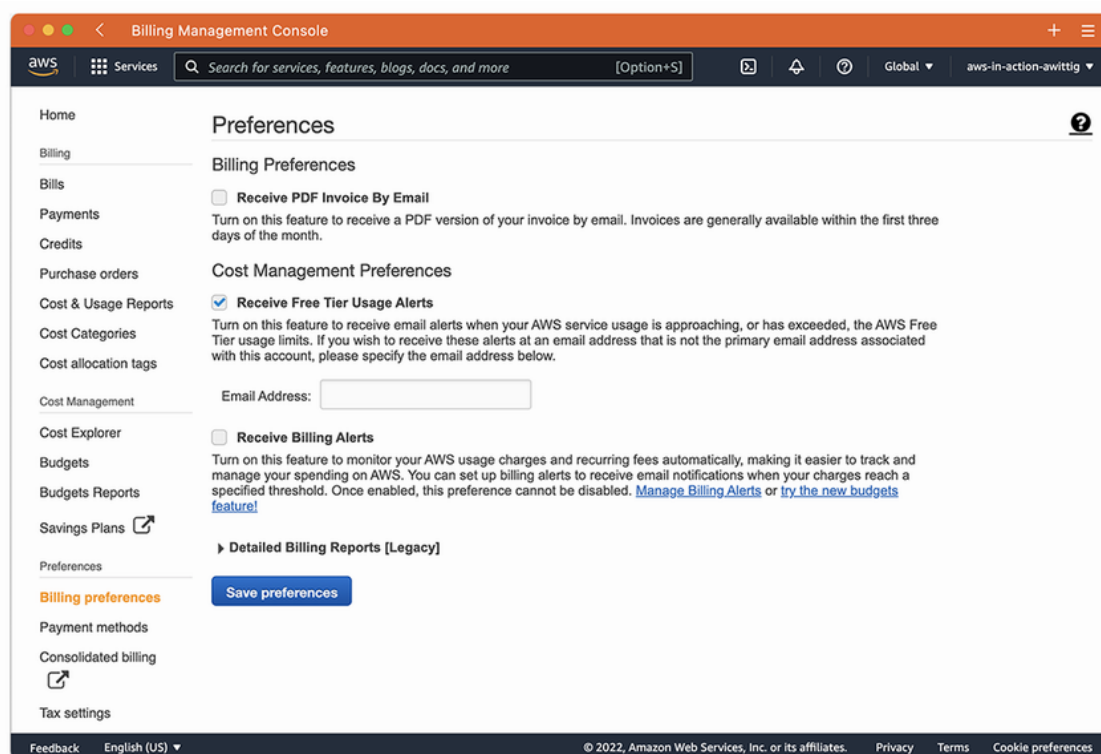 Billing Management Console
aws
Services
Search for services, features, blogs, docs, and more
[Option+S]
Global
aws-in-action-awittig
Home
Billing
Bills
Payments
Credits
Purchase orders
Cost & Usage Reports
Cost Categories
Cost allocation tags
Cost Management
Cost Explorer
Budgets
Budgets Reports
Savings Plans
Preferences
Billing preferences
Payment methods
Consolidated billing
Tax settings
Preferences
Billing Preferences
Receive PDF Invoice By Email
Turn on this feature to receive a PDF version of your invoice by email. Invoices are generally available within the first three
days of the month.
Cost Management Preferences
Receive Free Tier Usage Alerts
Turn on this feature to receive email alerts when your AWS service usage is approaching, or has exceeded, the AWS Free
Tier usage limits. If you wish to receive these alerts at an email address that is not the primary email address associated
with this account, please specify the email address below.
Email Address:
Receive Billing Alerts
Turn on this feature to monitor your AWS usage charges and recurring fees automatically, making it easier to track and
manage your spending on AWS. You can set up billing alerts to receive email notifications when your charges reach a
specified threshold. Once enabled, this preference cannot be disabled. Manage Billing Alerts or try the new budgets
feature!
Detailed Billing Reports [Legacy]
Save preferences
Feedback
English (US)
© 2022, Amazon Web Services, Inc. or its affiliates.
Privacy
Terms
Cookie preferences